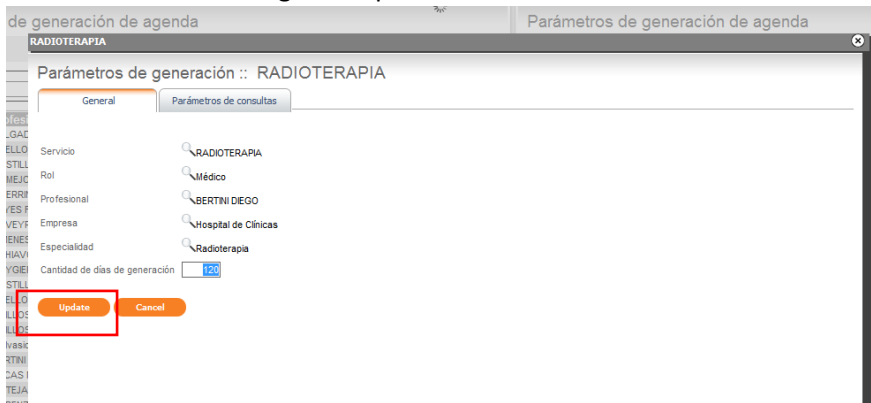 de generación de agenda
Parámetros de generación de agenda
RADIOTERAPIA
Parámetros de generación :: RADIOTERAPIA
General
Parámetros de consultas
Servicio
RADIOTERAPIA
Rol
Médico
Profesional
BERTINI DIEGO
Empresa
Hospital de Clínicas
Especialidad
Radioterapia
Cantidad de días de generación
120
Update
Cancel